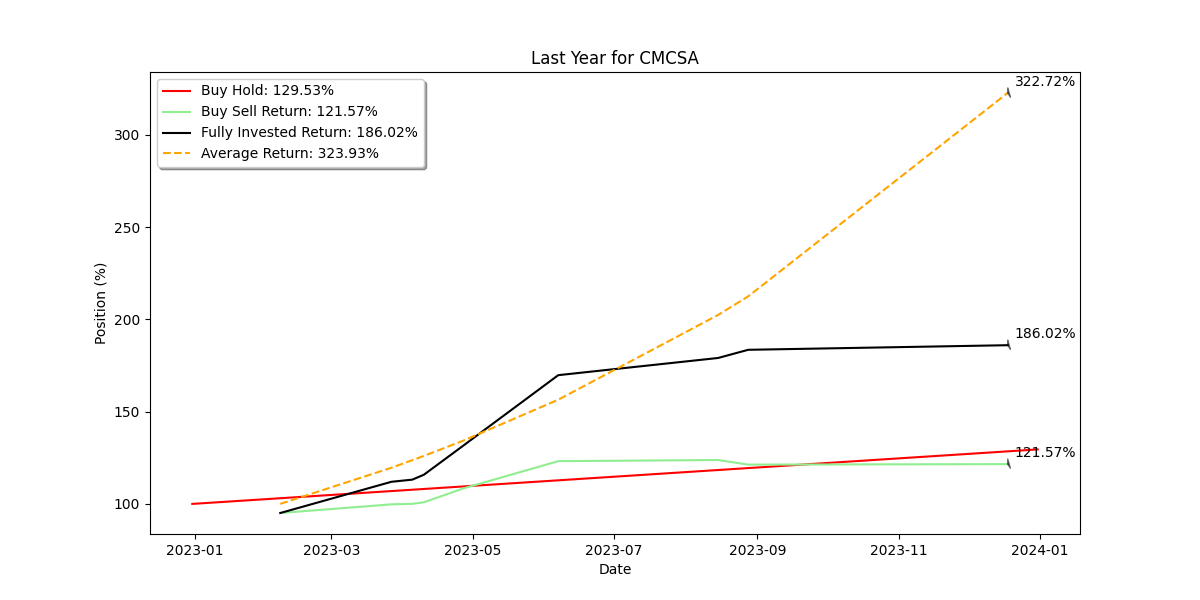 Last Year for CMCSA
Buy Hold: 129.53%
Buy Sell Return: 121.57%
Fully Invested Return: 186.02%
Average Return: 323.93%
322.72%
186.02%
121.57%
Position (%)
300
250
200
150
100
2023-01 2023-03 2023-05 2023-07 2023-09 2023-11 2024-01
Date